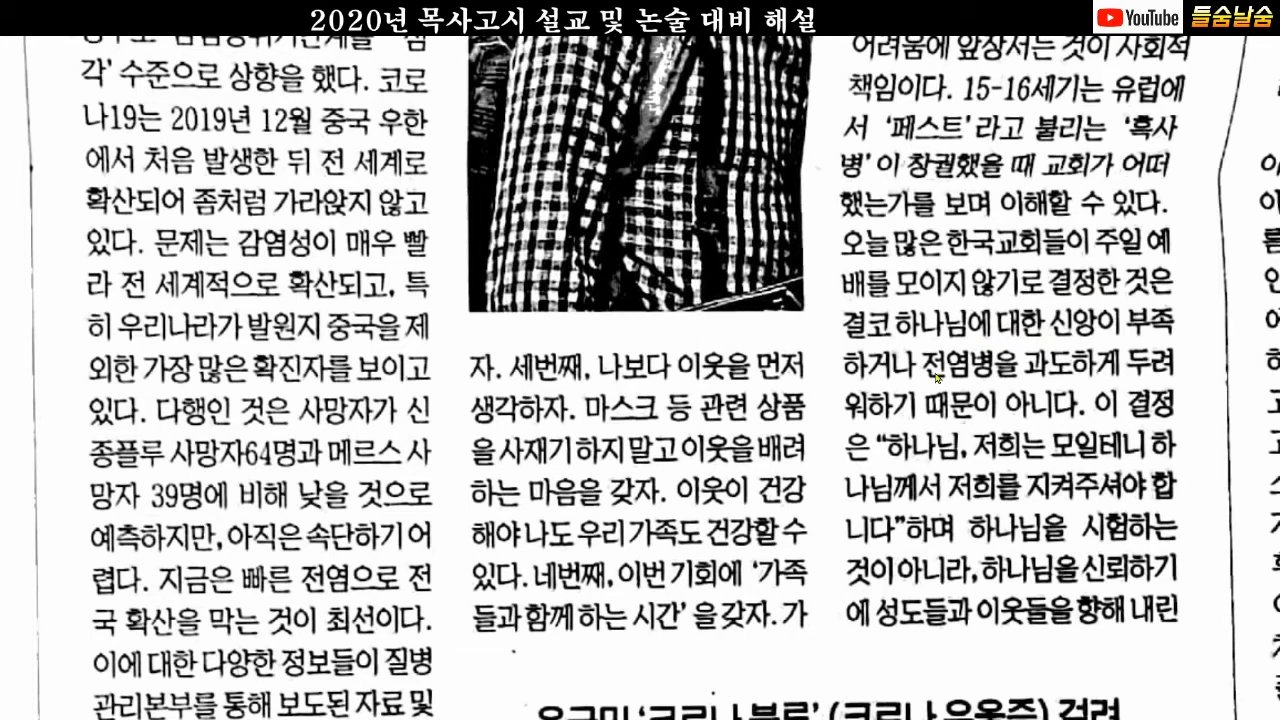 2020년 목사고시 설교 및 논술 대비 해설
YouTube 들숨날숨
각’ 수준으로 상향을 했다. 코로
나19는 2019년 12월 중국 우한
에서 처음 발생한 뒤 전 세계로
확산되어 좀처럼 가라앉지 않고
있다. 문제는 감염성이 매우 빨
라 전 세계적으로 확산되고, 특
히 우리나라가 발원지 중국을 제
외한 가장 많은 확진자를 보이고
있다. 다행인 것은 사망자가 신
종플루 사망자64명과 메르스 사
망자 39명에 비해 낮을 것으로
예측하지만, 아직은 속단하기 어
렵다. 지금은 빠른 전염으로 전
국 확산을 막는 것이 최선이다.
이에 대한 다양한 정보들이 질병
관리본부를 통해 보도된 자료 및
자. 세번째, 나보다 이웃을 먼저
생각하자. 마스크 등 관련 상품
을 사재기 하지 말고 이웃을 배려
하는 마음을 갖자. 이웃이 건강
해야 나도 우리 가족도 건강할 수
있다. 네번째, 이번 기회에 ‘가족
들과 함께 하는 시간’ 을 갖자. 가
어려움에 앞장서는 것이 사회적
책임이다. 15-16세기는 유럽에
서 ‘페스트’라고 불리는 ‘흑사
병’이 창궐했을 때 교회가 어떠
했는가를 보며 이해할 수 있다.
오늘 많은 한국교회들이 주일 예
배를 모이지 않기로 결정한 것은
결코 하나님에 대한 신앙이 부족
하거나 전염병을 과도하게 두려
워하기 때문이 아니다. 이 결정
은 “하나님, 저희는 모일테니 하
나님께서 저희를 지켜주셔야 합
니다”하며 하나님을 시험하는
것이 아니라, 하나님을 신뢰하기
에 성도들과 이웃들을 향해 내린